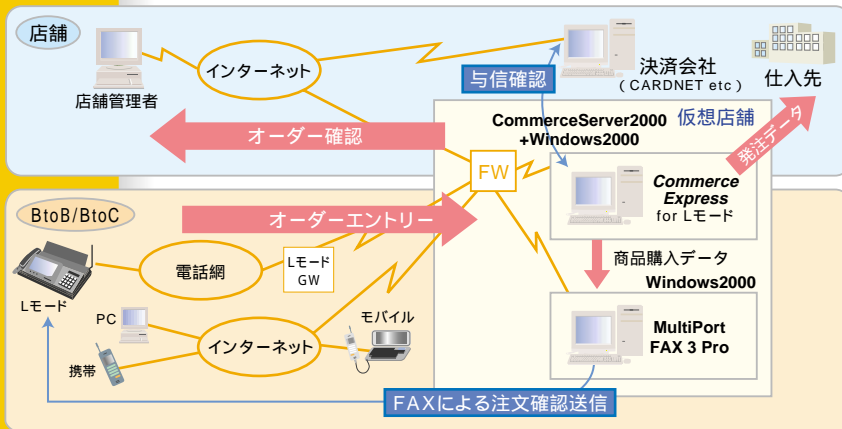 店舗
店舗管理者
インターネット
決済会社
(CARDNET etc)
仕入先
与信確認
発注データ
オーダー確認
CommerceServer2000
+Windows2000
仮想店舗
FW
Commerce
Express
for Lモード
BtoB/BtoC
オーダーエントリー
Lモード
電話網
Lモード
GW
商品購入データ
Windows2000
PC
携帯
インターネット
モバイル
MultiPort
FAX 3 Pro
FAXによる注文確認送信